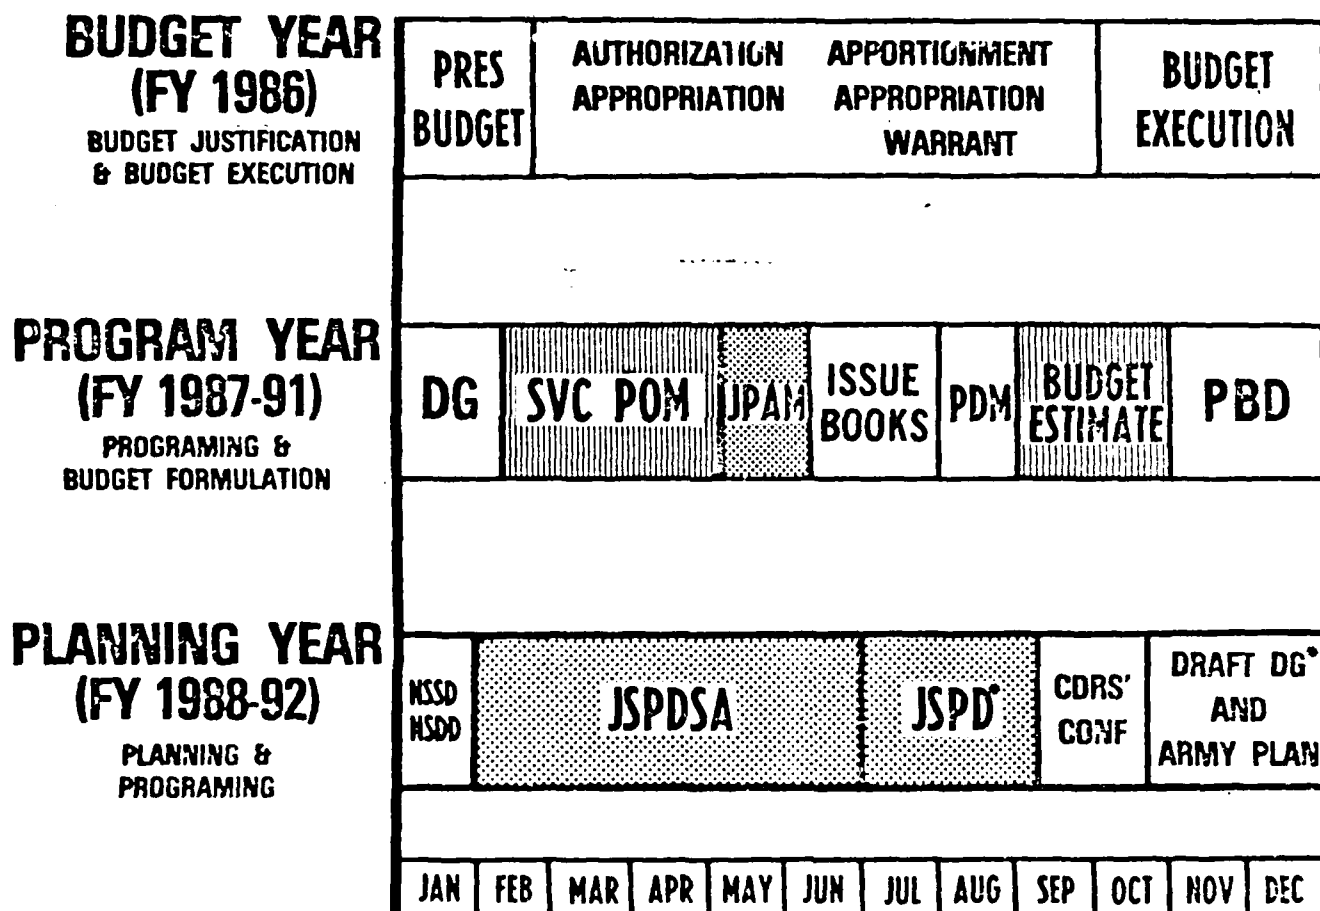 BUDGET YEAR
(FY 1986)
BUDGET JUSTIFICATION
& BUDGET EXECUTION
PRES
BUDGET
AUTHORIZATION
APPROPRIATION
APPORTIONMENT
APPROPRIATION
WARRANT
BUDGET
EXECUTION
PROGRAM YEAR
(FY 1987-91)
PROGRAMING &
BUDGET FORMULATION
DG
SVC POM
JPAM
ISSUE
BOOKS
PDM
BUDGET
ESTIMATE
PBD
PLANNING YEAR
(FY 1988-92)
PLANNING &
PROGRAMING
NSSD
NSDD
JSPDSA
JSPD*
CDRS'
CONF
DRAFT DG*
AND
ARMY PLAN
JAN FEB MAR APR MAY JUN JUL AUG SEP OCT NOV DEC